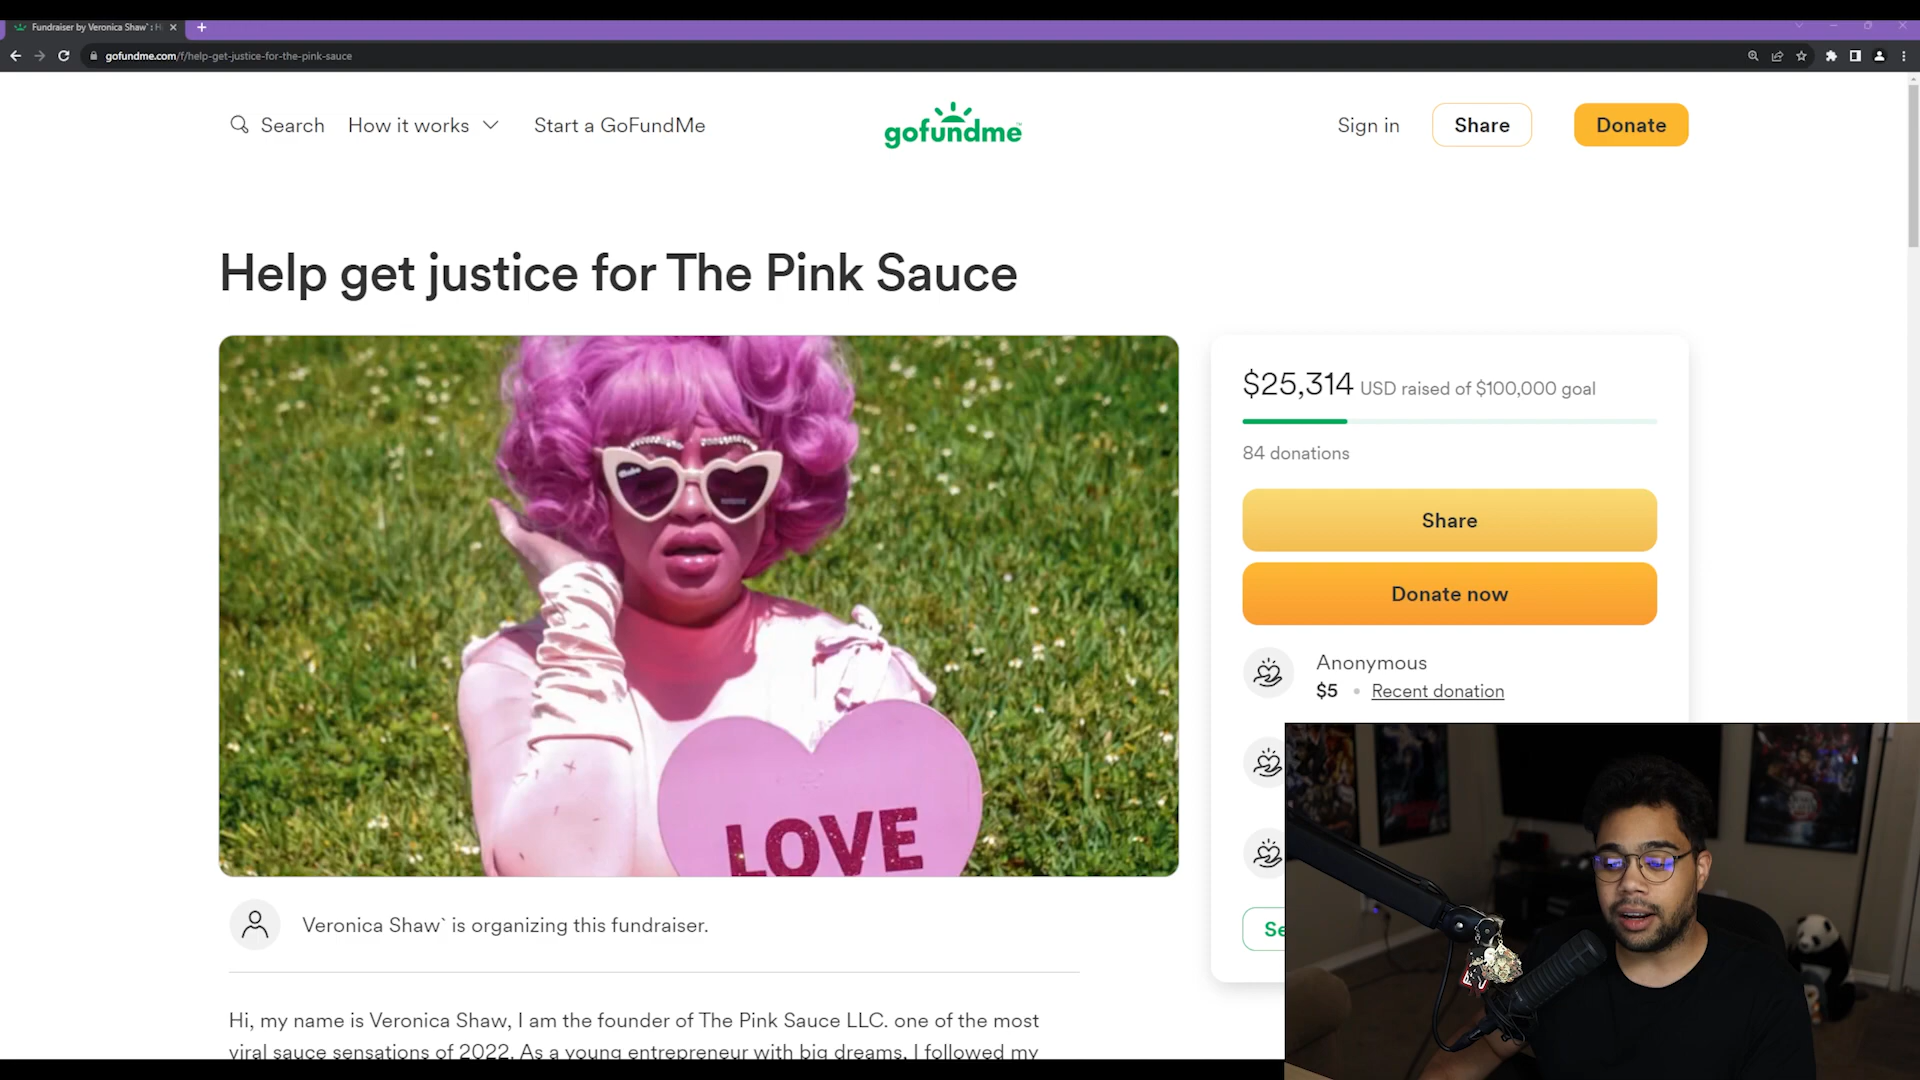 Fundraiser by Veronica Shaw` : H
gofundme.com/f/help-get-justice-for-the-pink-sauce
Search
How it works
Start a GoFundMe
gofundme
Sign in
Share
Donate
Help get justice for The Pink Sauce
$25,314 USD raised of $100,000 goal
84 donations
Share
Donate now
Anonymous
$5 • Recent donation
Se
LOVE
Veronica Shaw` is organizing this fundraiser.
Hi, my name is Veronica Shaw, I am the founder of The Pink Sauce LLC. one of the most
viral sauce sensations of 2022. As a young entrepreneur with big dreams, I followed my